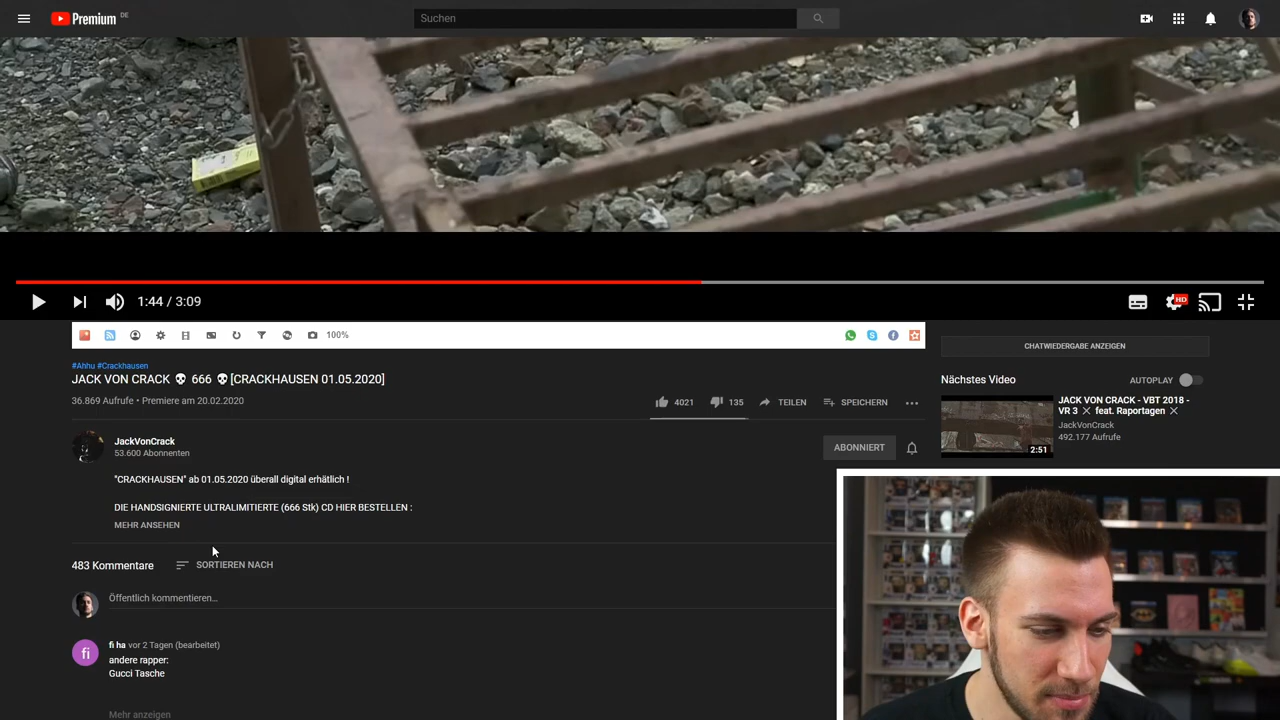 Premium DE
Suchen
1:44 / 3:09
HD
100%
#Ahhu #Crackhausen
JACK VON CRACK 💀 666 💀[CRACKHAUSEN 01.05.2020]
36.869 Aufrufe • Premiere am 20.02.2020
4021
135
TEILEN
SPEICHERN
JackVonCrack
53.600 Abonnenten
ABONNIERT
"CRACKHAUSEN" ab 01.05.2020 überall digital erhätlich !
DIE HANDSIGNIERTE ULTRALIMITIERTE (666 Stk) CD HIER BESTELLEN :
MEHR ANSEHEN
483 Kommentare
SORTIEREN NACH
Öffentlich kommentieren...
fi
fi ha vor 2 Tagen (bearbeitet)
andere rapper:
Gucci Tasche
Mehr anzeigen
CHATWIEDERGABE ANZEIGEN
Nächstes Video
AUTOPLAY
JACK VON CRACK - VBT 2018 -
VR 3 ⚔ feat. Raportagen ⚔
JackVonCrack
492.177 Aufrufe
2:51